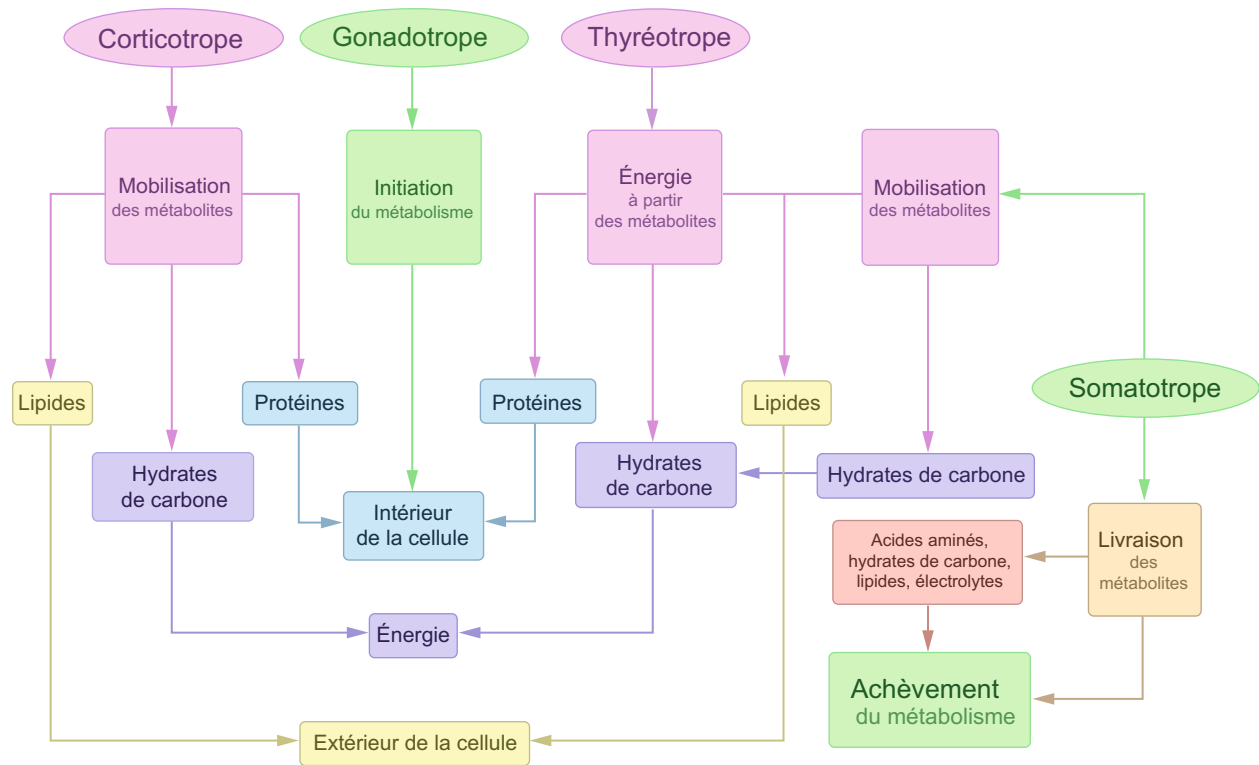 Corticotrope
Gonadotrope
Thyréotrope
Mobilisation
des métabolites
Initiation
du métabolisme
Énergie
à partir
des métabolites
Mobilisation
des métabolites
Lipides
Protéines
Protéines
Lipides
Somatotrope
Hydrates
de carbone
Intérieur
de la cellule
Hydrates
de carbone
Hydrates de carbone
Acides aminés,
hydrates de carbone,
lipides, électrolytes
Livraison
des
métabolites
Énergie
Achèvement
du métabolisme
Extérieur de la cellule